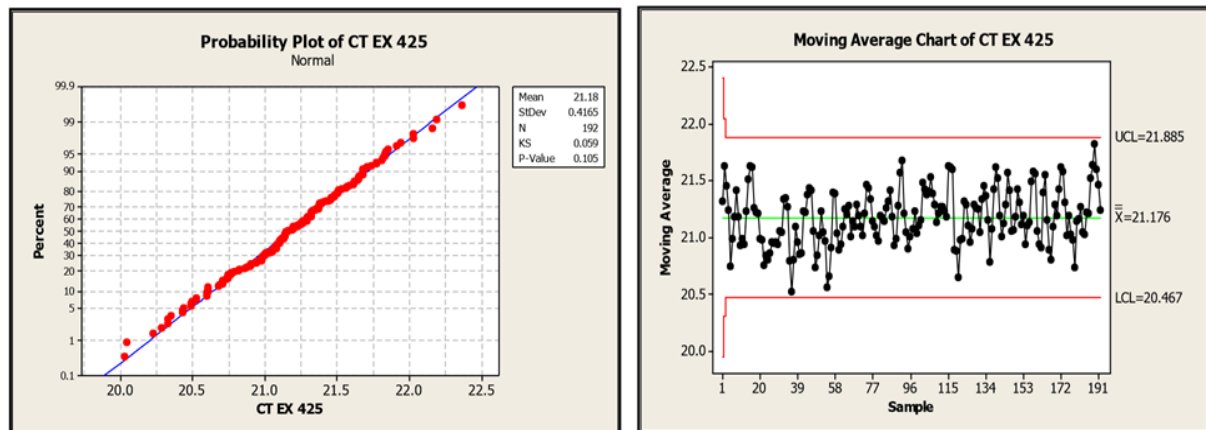 Probability Plot of CT EX 425
Normal
99.9
99
95
90
80
70
60
50
40
30
20
10
5
1
0.1
Percent
20.0 20.5 21.0 21.5 22.0 22.5
CT EX 425
Mean 21.18
StDev 0.4165
N 192
KS 0.059
P-Value 0.105
Moving Average Chart of CT EX 425
22.5
22.0
21.5
21.0
20.5
20.0
Moving Average
1 20 39 58 77 96 115 134 153 172 191
Sample
UCL=21.885
X̿=21.176
LCL=20.467